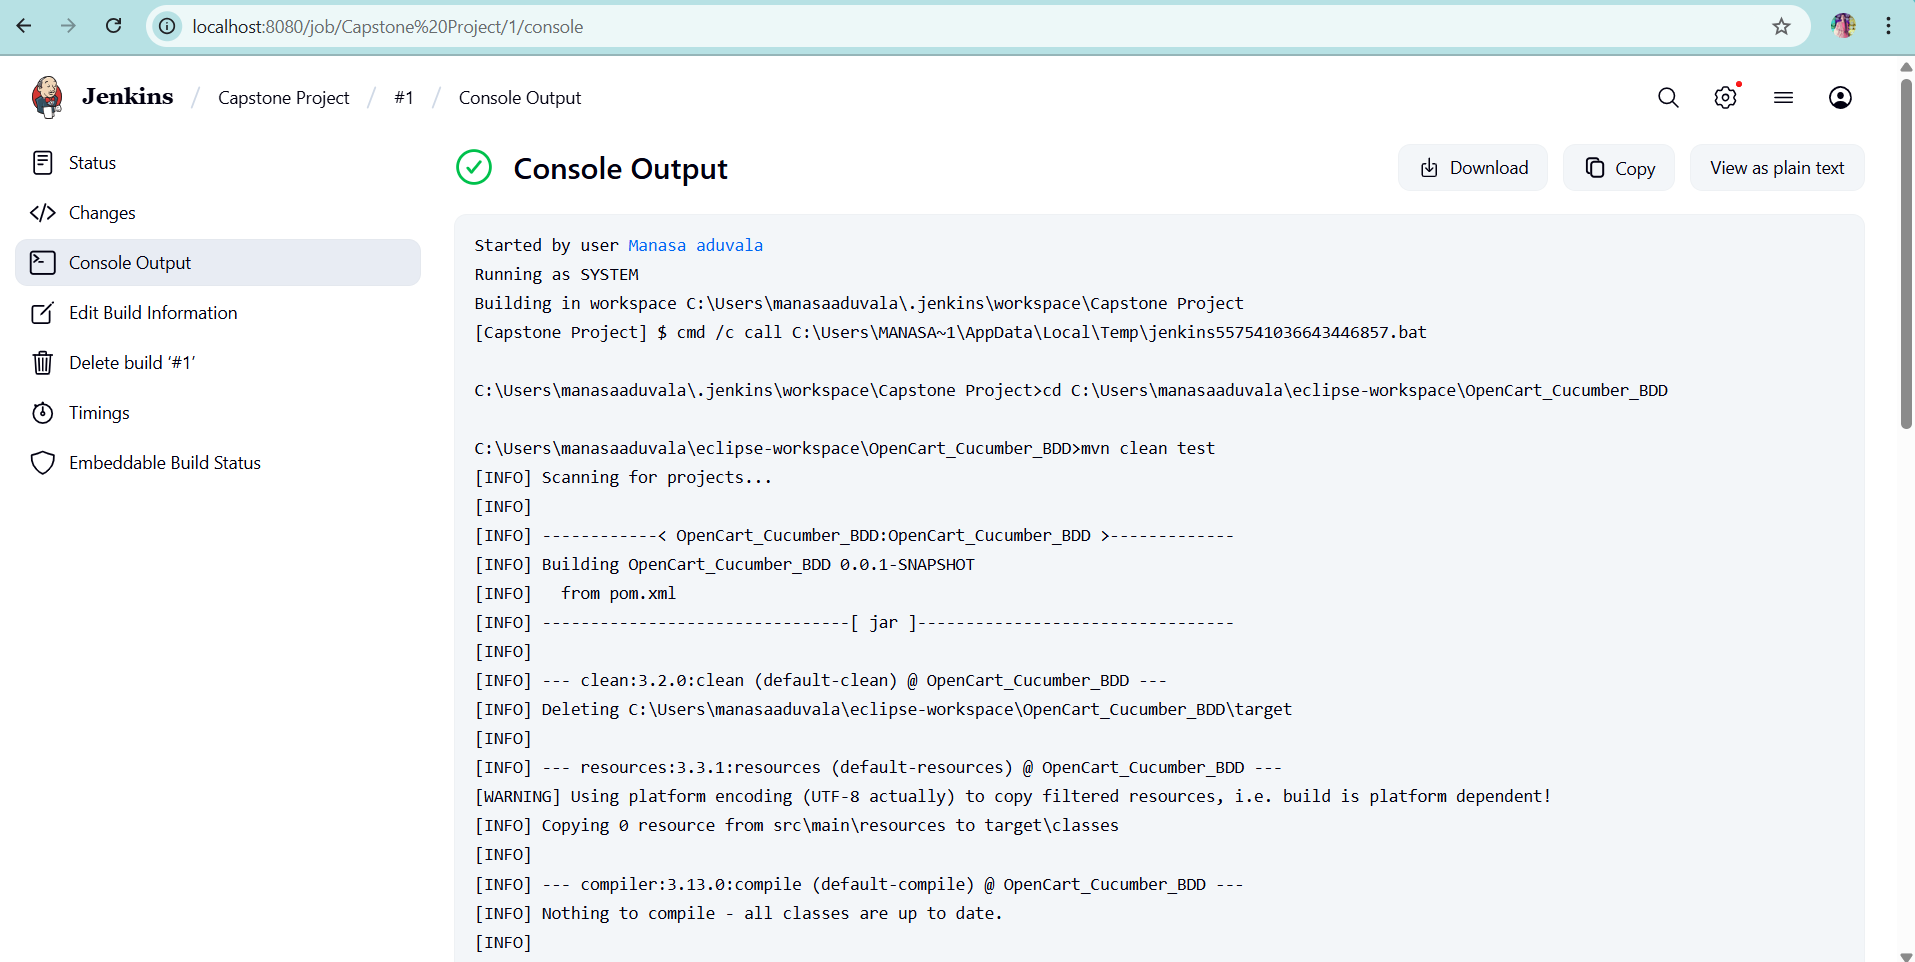 localhost:8080/job/Capstone%20Project/1/console
Jenkins / Capstone Project / #1 / Console Output
Status
Changes
Console Output
Edit Build Information
Delete build ‘#1’
Timings
Embeddable Build Status
Console Output
Download
Copy
View as plain text
Started by user Manasa aduvala
Running as SYSTEM
Building in workspace C:\Users\manasaaduvala\.jenkins\workspace\Capstone Project
[Capstone Project] $ cmd /c call C:\Users\MANASA~1\AppData\Local\Temp\jenkins557541036643446857.bat
C:\Users\manasaaduvala\.jenkins\workspace\Capstone Project>cd C:\Users\manasaaduvala\eclipse-workspace\OpenCart_Cucumber_BDD
C:\Users\manasaaduvala\eclipse-workspace\OpenCart_Cucumber_BDD>mvn clean test
[INFO] Scanning for projects...
[INFO]
[INFO] ------------< OpenCart_Cucumber_BDD:OpenCart_Cucumber_BDD >-------------
[INFO] Building OpenCart_Cucumber_BDD 0.0.1-SNAPSHOT
[INFO]   from pom.xml
[INFO] --------------------------------[ jar ]---------------------------------
[INFO]
[INFO] --- clean:3.2.0:clean (default-clean) @ OpenCart_Cucumber_BDD ---
[INFO] Deleting C:\Users\manasaaduvala\eclipse-workspace\OpenCart_Cucumber_BDD\target
[INFO]
[INFO] --- resources:3.3.1:resources (default-resources) @ OpenCart_Cucumber_BDD ---
[WARNING] Using platform encoding (UTF-8 actually) to copy filtered resources, i.e. build is platform dependent!
[INFO] Copying 0 resource from src\main\resources to target\classes
[INFO]
[INFO] --- compiler:3.13.0:compile (default-compile) @ OpenCart_Cucumber_BDD ---
[INFO] Nothing to compile - all classes are up to date.
[INFO]